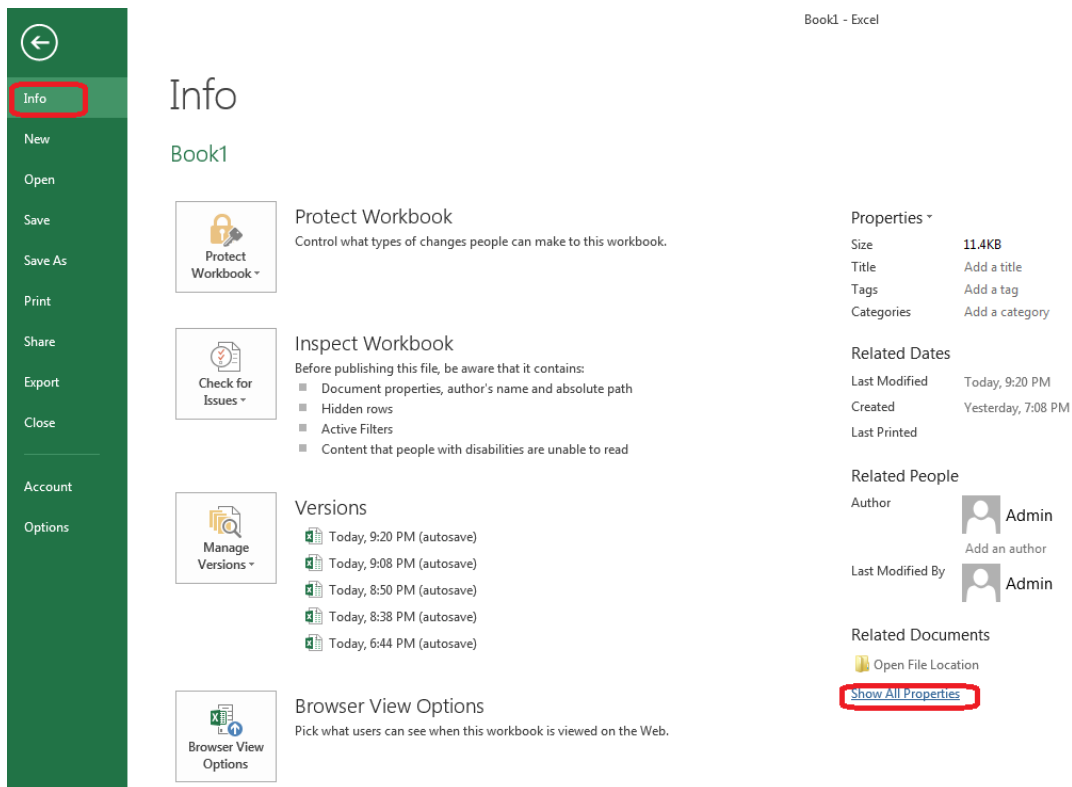 Book1 - Excel
Info
New
Open
Save
Save As
Print
Share
Export
Close
Account
Options
Info
Book1
Protect
Workbook
Protect Workbook
Control what types of changes people can make to this workbook.
Check for
Issues
Inspect Workbook
Before publishing this file, be aware that it contains:
Document properties, author's name and absolute path
Hidden rows
Active Filters
Content that people with disabilities are unable to read
Manage
Versions
Versions
Today, 9:20 PM (autosave)
Today, 9:08 PM (autosave)
Today, 8:50 PM (autosave)
Today, 8:38 PM (autosave)
Today, 6:44 PM (autosave)
Browser View
Options
Browser View Options
Pick what users can see when this workbook is viewed on the Web.
Properties
Size 11.4KB
Title Add a title
Tags Add a tag
Categories Add a category
Related Dates
Last Modified Today, 9:20 PM
Created Yesterday, 7:08 PM
Last Printed
Related People
Author Admin
Add an author
Last Modified By Admin
Related Documents
Open File Location
Show All Properties